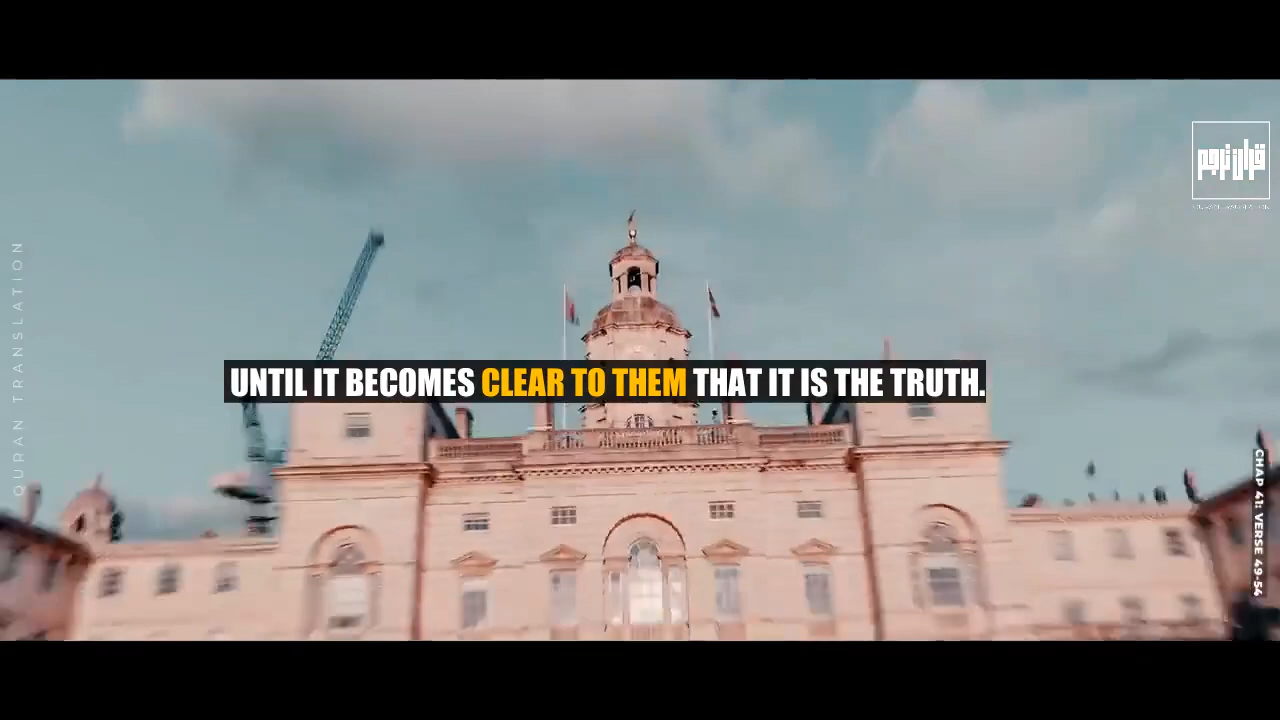 UNTIL IT BECOMES CLEAR TO THEM THAT IT IS THE TRUTH.
QURAN TRANSLATION
CHAP 41: VERSE 49-54